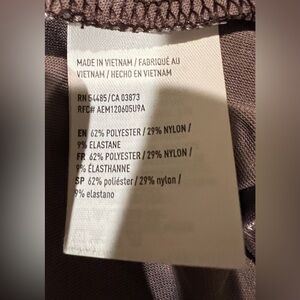 MADE IN VIETNAM / FABRIQUÉ AU
VIETNAM / HECHO EN VIETNAM
RN 54485/CA 03873
RFC# AEM120605U9A
EN 62% POLYESTER / 29% NYLON /
9% ELASTANE
FR 62% POLYESTER / 29% NYLON /
9% ÉLASTHANNE
SP 62% poliéster / 29% nylon /
9% elastano